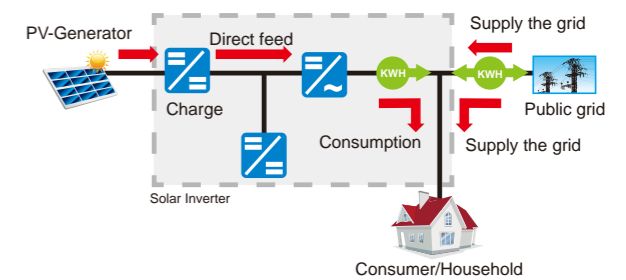 Supply the grid
PV-Generator
Direct feed
KWH
KWH
Charge
Public grid
Consumption
Supply the grid
Solar Inverter
Consumer/Household